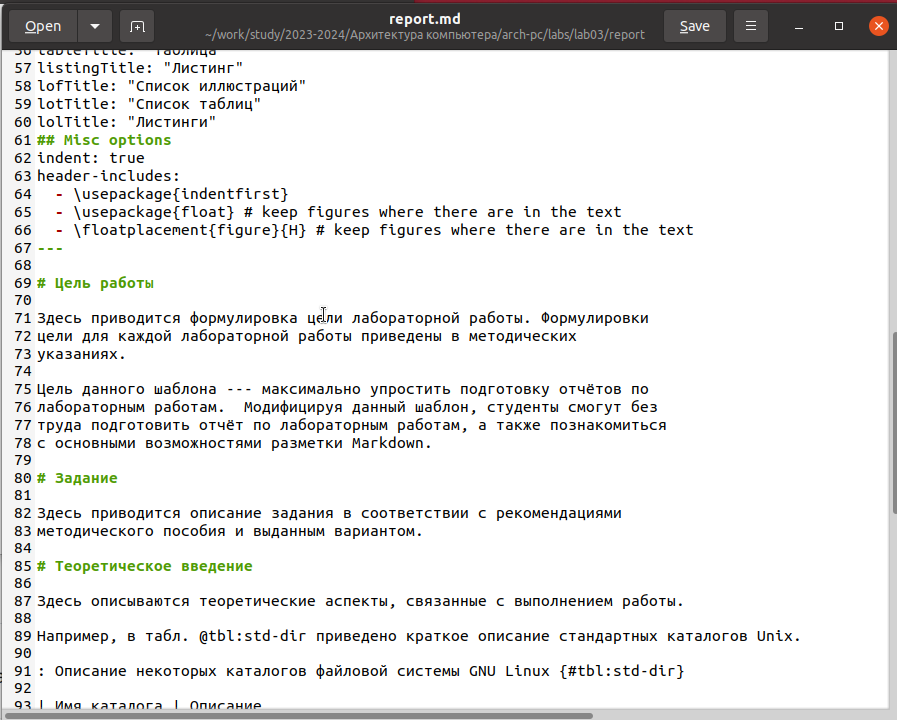 Open
report.md
~/work/study/2023-2024/Архитектура компьютера/arch-pc/labs/lab03/report
Save
56 tableTitle: "Таблица"
57 listingTitle: "Листинг"
58 lofTitle: "Список иллюстраций"
59 lotTitle: "Список таблиц"
60 lolTitle: "Листинги"
61 ## Misc options
62 indent: true
63 header-includes:
64   - \usepackage{indentfirst}
65   - \usepackage{float} # keep figures where there are in the text
66   - \floatplacement{figure}{H} # keep figures where there are in the text
67 ---
68
69 # Цель работы
70
71 Здесь приводится формулировка цели лабораторной работы. Формулировки
72 цели для каждой лабораторной работы приведены в методических
73 указаниях.
74
75 Цель данного шаблона --- максимально упростить подготовку отчётов по
76 лабораторным работам.  Модифицируя данный шаблон, студенты смогут без
77 труда подготовить отчёт по лабораторным работам, а также познакомиться
78 с основными возможностями разметки Markdown.
79
80 # Задание
81
82 Здесь приводится описание задания в соответствии с рекомендациями
83 методического пособия и выданным вариантом.
84
85 # Теоретическое введение
86
87 Здесь описываются теоретические аспекты, связанные с выполнением работы.
88
89 Например, в табл. @tbl:std-dir приведено краткое описание стандартных каталогов Unix.
90
91 : Описание некоторых каталогов файловой системы GNU Linux {#tbl:std-dir}
92
93 | Имя каталога | Описание